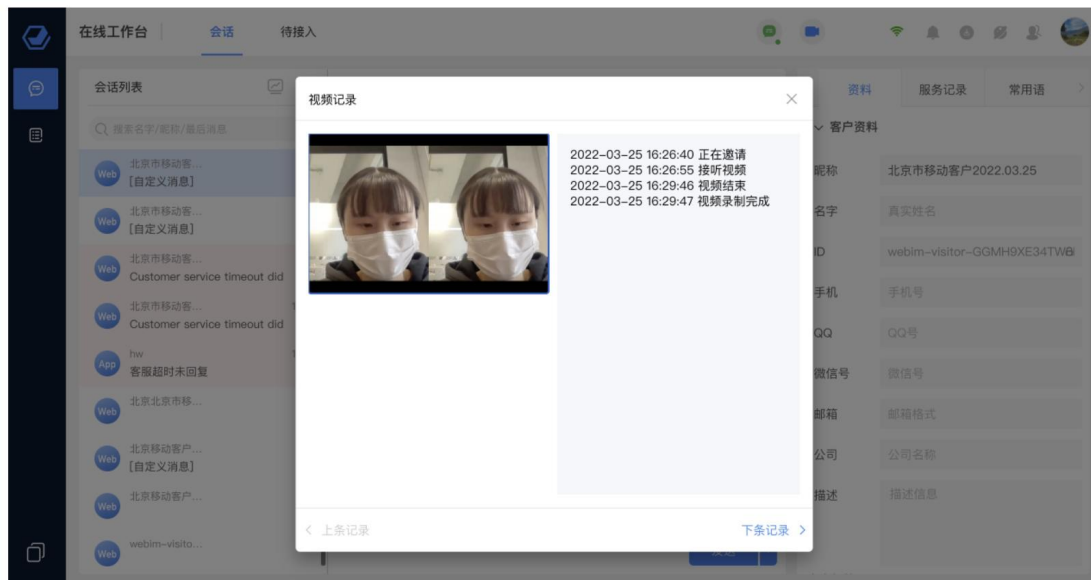 在线工作台
会话
待接入
会话列表
搜索名字/昵称/最后消息
Web
北京市移动客...
[自定义消息]
Web
北京市移动客...
[自定义消息]
Web
北京市移动客...
Customer service timeout did
Web
北京市移动客...
Customer service timeout did
App
hw
客服超时未回复
Web
北京北京市移...
Web
北京移动客户...
[自定义消息]
Web
北京移动客户...
Web
webim-visito...
视频记录
2022-03-25 16:26:40 正在邀请
2022-03-25 16:26:55 接听视频
2022-03-25 16:29:46 视频结束
2022-03-25 16:29:47 视频录制完成
上条记录
下条记录
资料
服务记录
常用语
客户资料
昵称
北京市移动客户2022.03.25
名字
真实姓名
ID
webim-visitor-GGMH9XE34TW
手机
手机号
QQ
QQ号
微信号
微信号
邮箱
邮箱格式
公司
公司名称
描述
描述信息